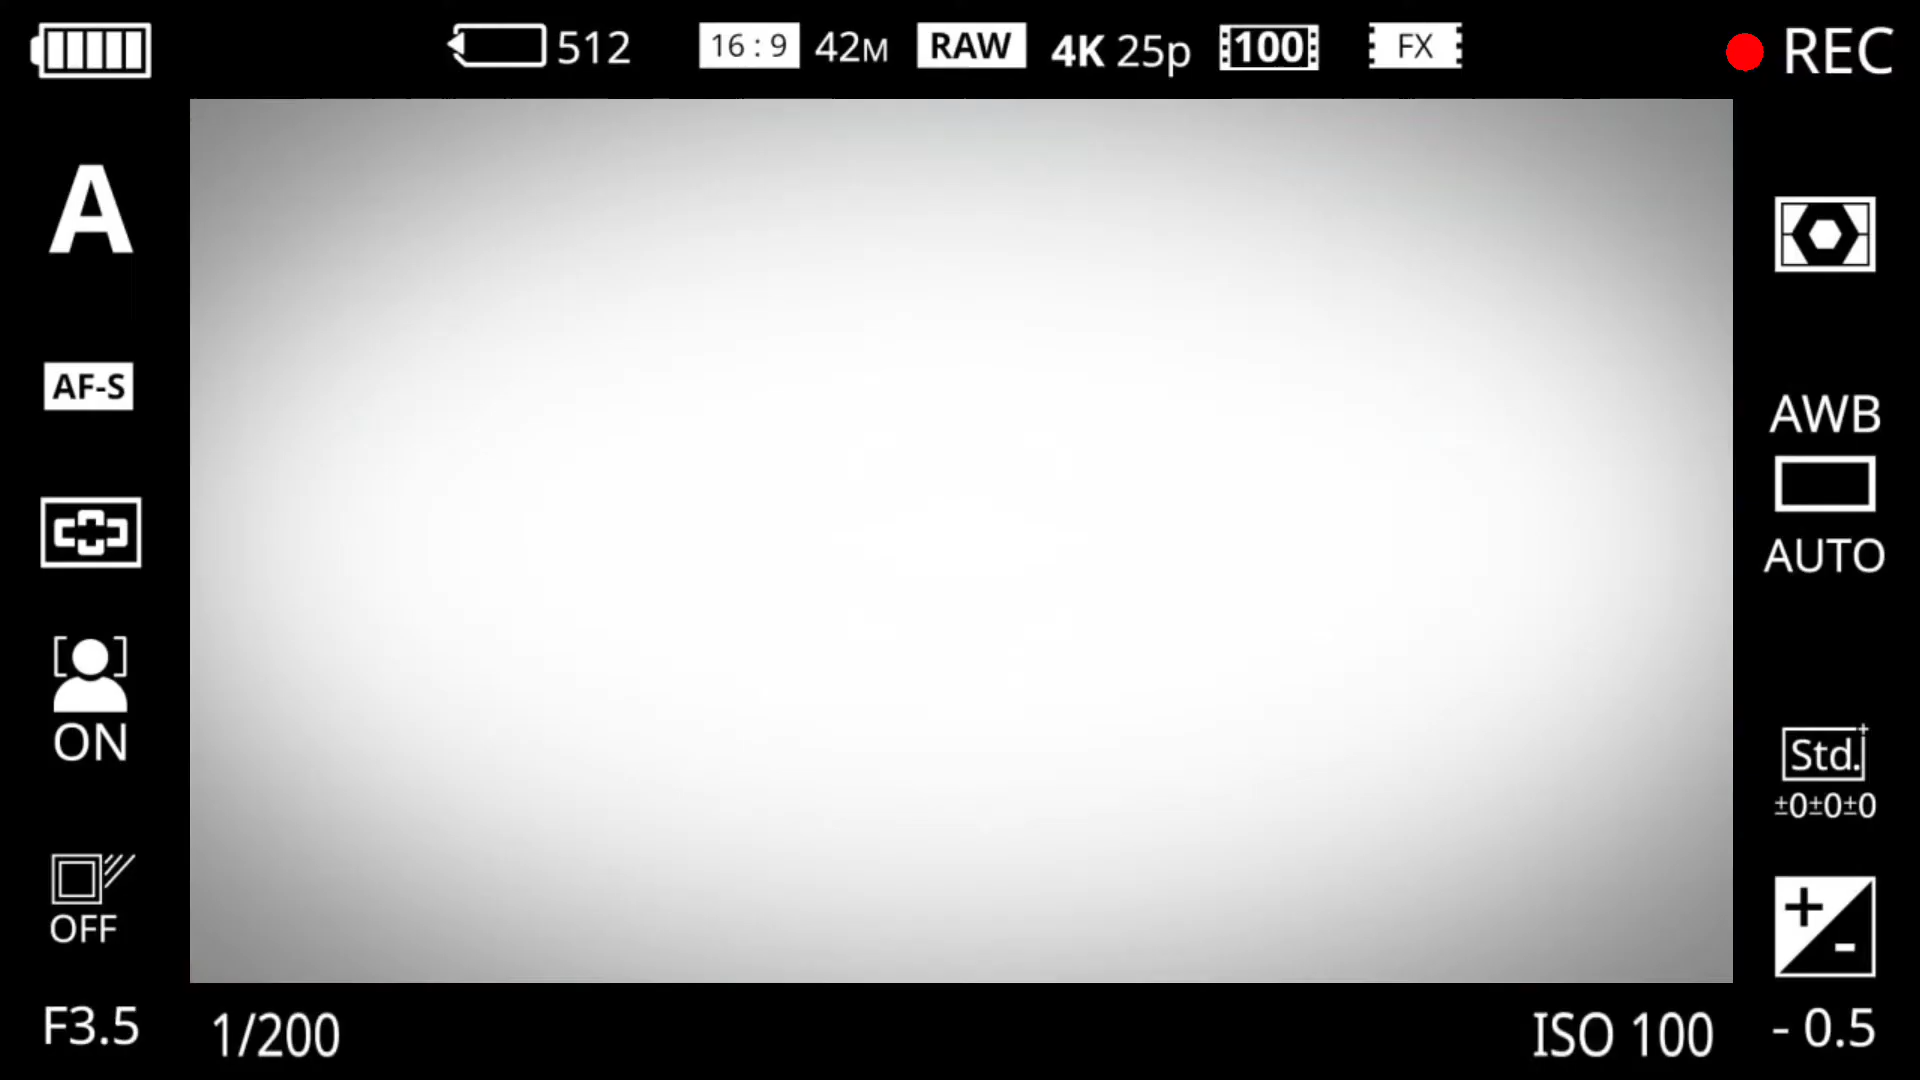 512 16:9 42M RAW 4K 25p 100 FX REC
A
AF-S
AWB
AUTO
ON
Std.+
±0±0±0
OFF
+ -
F3.5 1/200 ISO 100 - 0.5